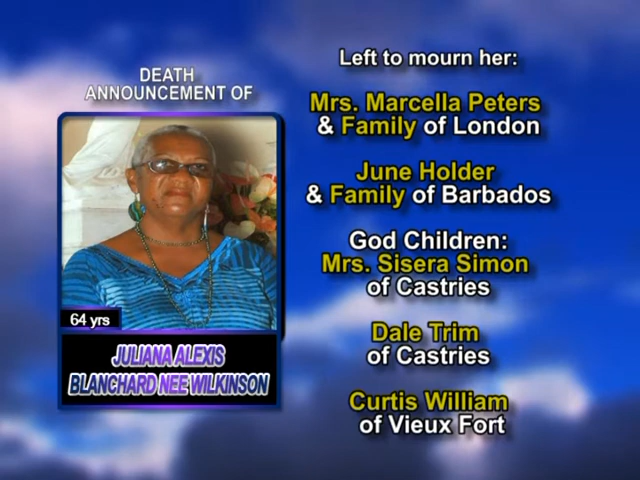 DEATH
ANNOUNCEMENT OF
64 yrs
JULIANA ALEXIS
BLANCHARD NEE WILKINSON
Left to mourn her:
Mrs. Marcella Peters
& Family of London
June Holder
& Family of Barbados
God Children:
Mrs. Sisera Simon
of Castries
Dale Trim
of Castries
Curtis William
of Vieux Fort